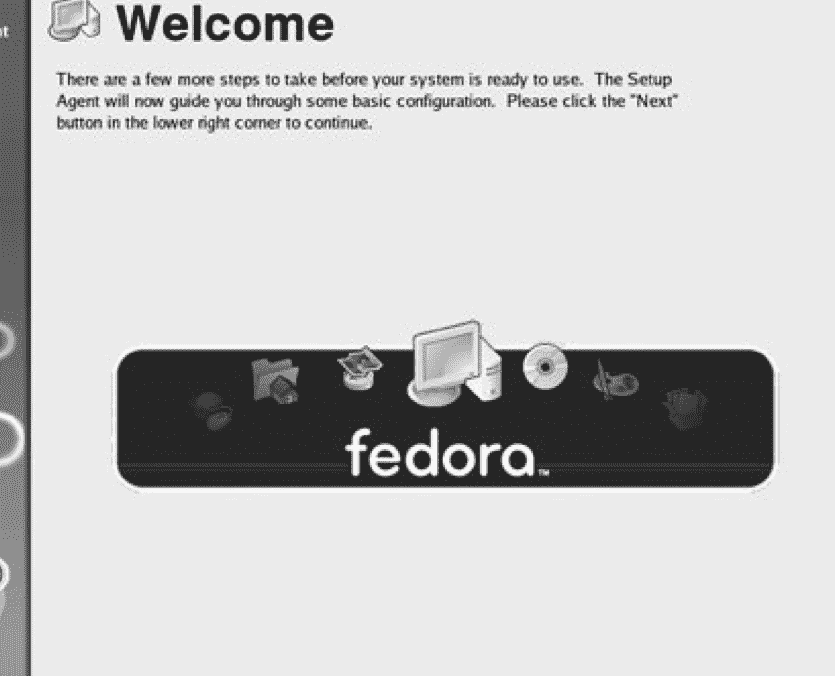 nt
Welcome
There are a few more steps to take before your system is ready to use. The Setup
Agent will now guide you through some basic configuration. Please click the "Next"
button in the lower right corner to continue.
fedora™